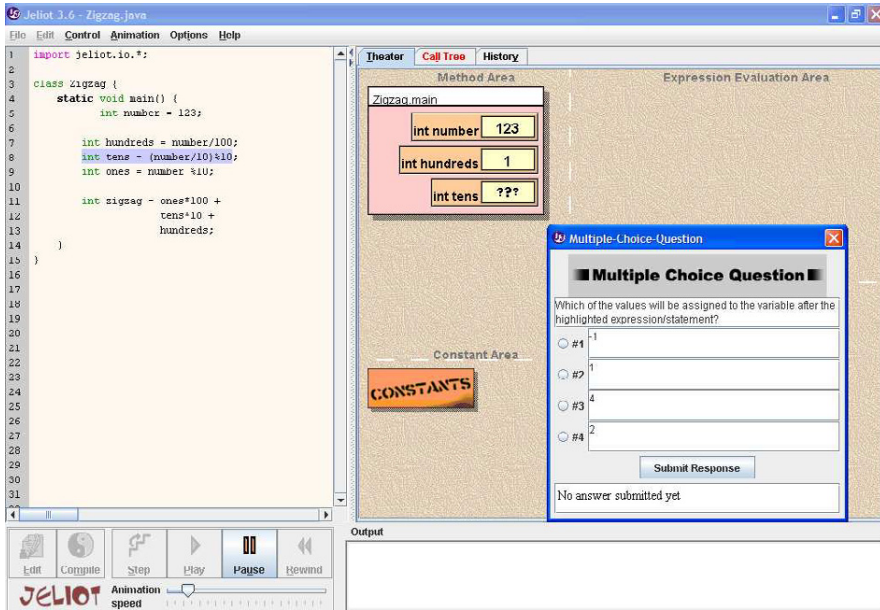 Jeliot 3.6 - Zigzag.java
File Edit Control Animation Options Help
1 import jeliot.io.*;
2
3 class Zigzag {
4 static void main() {
5 int number = 123;
6
7 int hundreds = number/100;
8 int tens = (number/10)%10;
9 int ones = number %10;
10
11 int zigzag = ones*100 +
12 tens*10 +
13 hundreds;
14 }
15 }
16
17
18
19
20
21
22
23
24
25
26
27
28
29
30
31
Theater Call Tree History
Method Area Expression Evaluation Area
Zigzag.main
int number 123
int hundreds 1
int tens ???
Constant Area
CONSTANTS
Multiple-Choice-Question
Multiple Choice Question
Which of the values will be assigned to the variable after the
highlighted expression/statement?
#1 -1
#2 1
#3 4
#4 2
Submit Response
No answer submitted yet
Edit Compile Step Play Pause Rewind
JELIOT Animation speed
Output